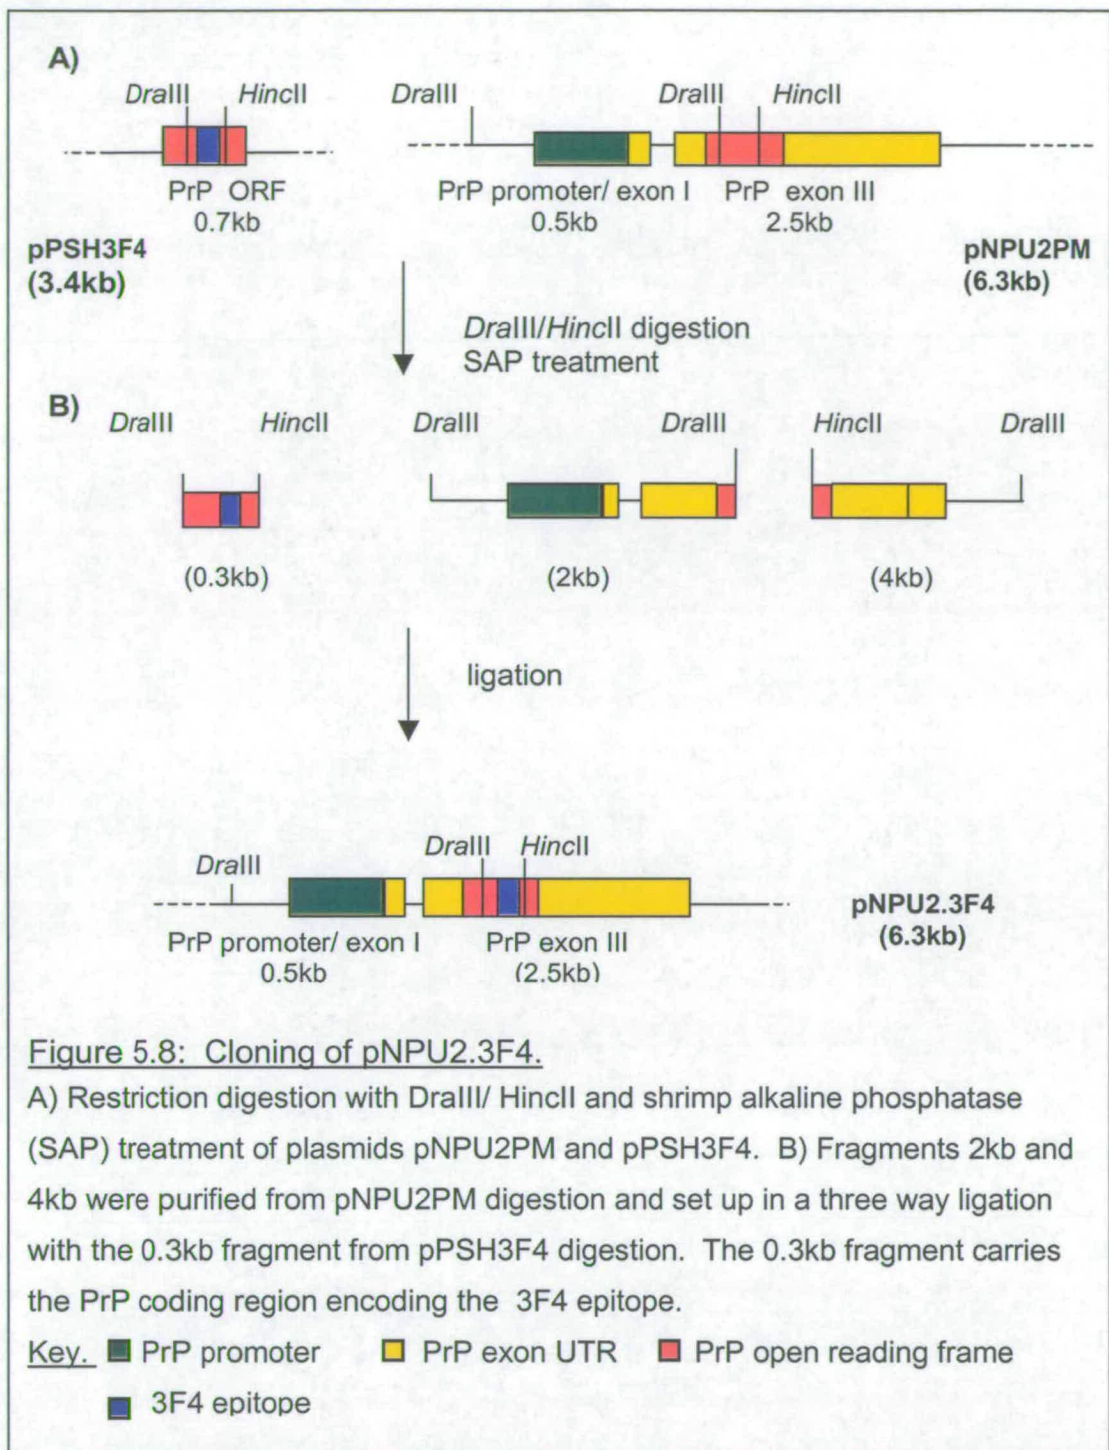 A)
DraIII HincII DraIII DraIII HincII
PrP ORF PrP promoter/ exon I PrP exon III
0.7kb 0.5kb 2.5kb
pPSH3F4 pNPU2PM
(3.4kb) (6.3kb)
DraIII/HincII digestion
SAP treatment
B)
DraIII HincII DraIII DraIII HincII DraIII
(0.3kb) (2kb) (4kb)
ligation
DraIII DraIII HincII
PrP promoter/ exon I PrP exon III pNPU2.3F4
0.5kb (2.5kb) (6.3kb)
Figure 5.8: Cloning of pNPU2.3F4.
A) Restriction digestion with DraIII/ HincII and shrimp alkaline phosphatase
(SAP) treatment of plasmids pNPU2PM and pPSH3F4. B) Fragments 2kb and
4kb were purified from pNPU2PM digestion and set up in a three way ligation
with the 0.3kb fragment from pPSH3F4 digestion. The 0.3kb fragment carries
the PrP coding region encoding the 3F4 epitope.
Key. PrP promoter PrP exon UTR PrP open reading frame
3F4 epitope